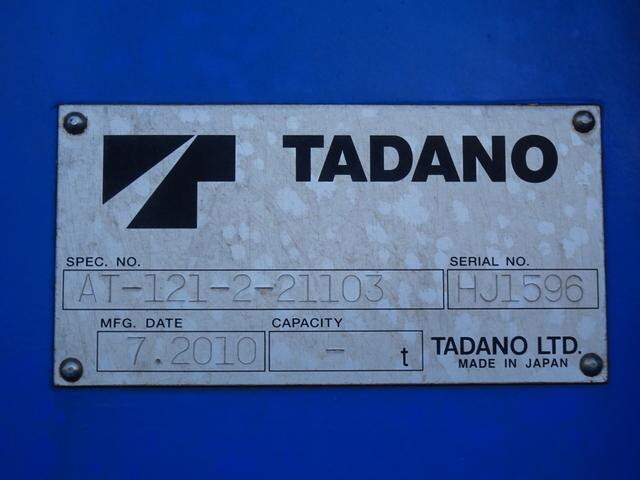 TADANO
SPEC. NO. SERIAL NO.
AT-121-2-21103 HJ1596
MFG. DATE CAPACITY
7.2010 - t TADANO LTD.
MADE IN JAPAN